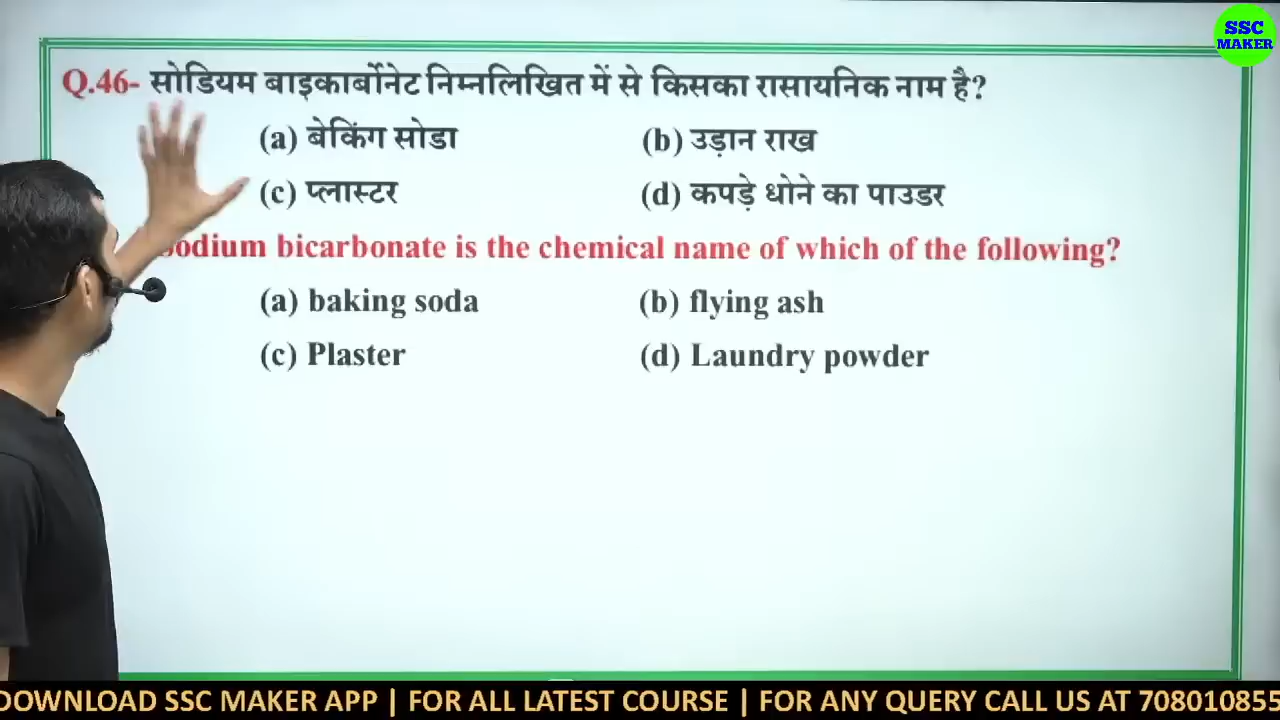 SSC
MAKER
Q.46- सोडियम बाइकार्बोनेट निम्नलिखित में से किसका रासायनिक नाम है?
(a) बेकिंग सोडा (b) उड़ान राख
(c) प्लास्टर (d) कपड़े धोने का पाउडर
Sodium bicarbonate is the chemical name of which of the following?
(a) baking soda (b) flying ash
(c) Plaster (d) Laundry powder
DOWNLOAD SSC MAKER APP | FOR ALL LATEST COURSE | FOR ANY QUERY CALL US AT 708010855